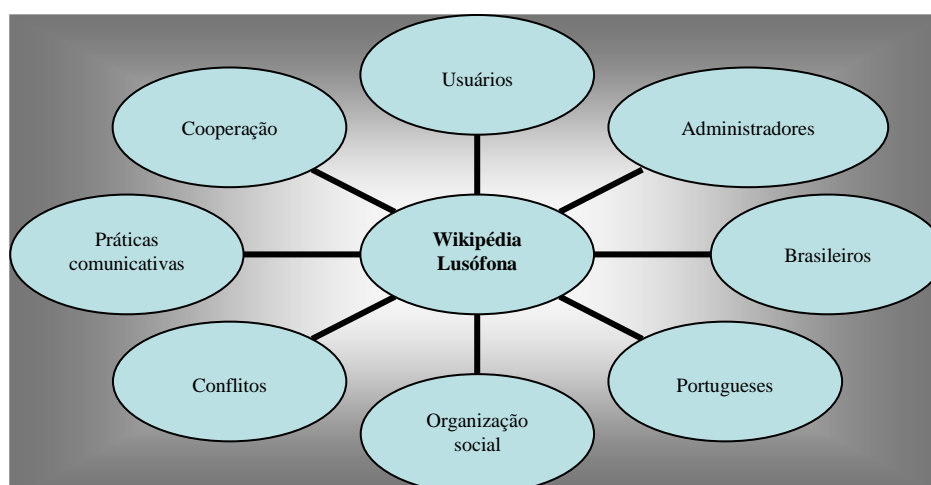 Usuários
Cooperação
Administradores
Práticas
comunicativas
Wikipédia
Lusófona
Brasileiros
Conflitos
Portugueses
Organização
social